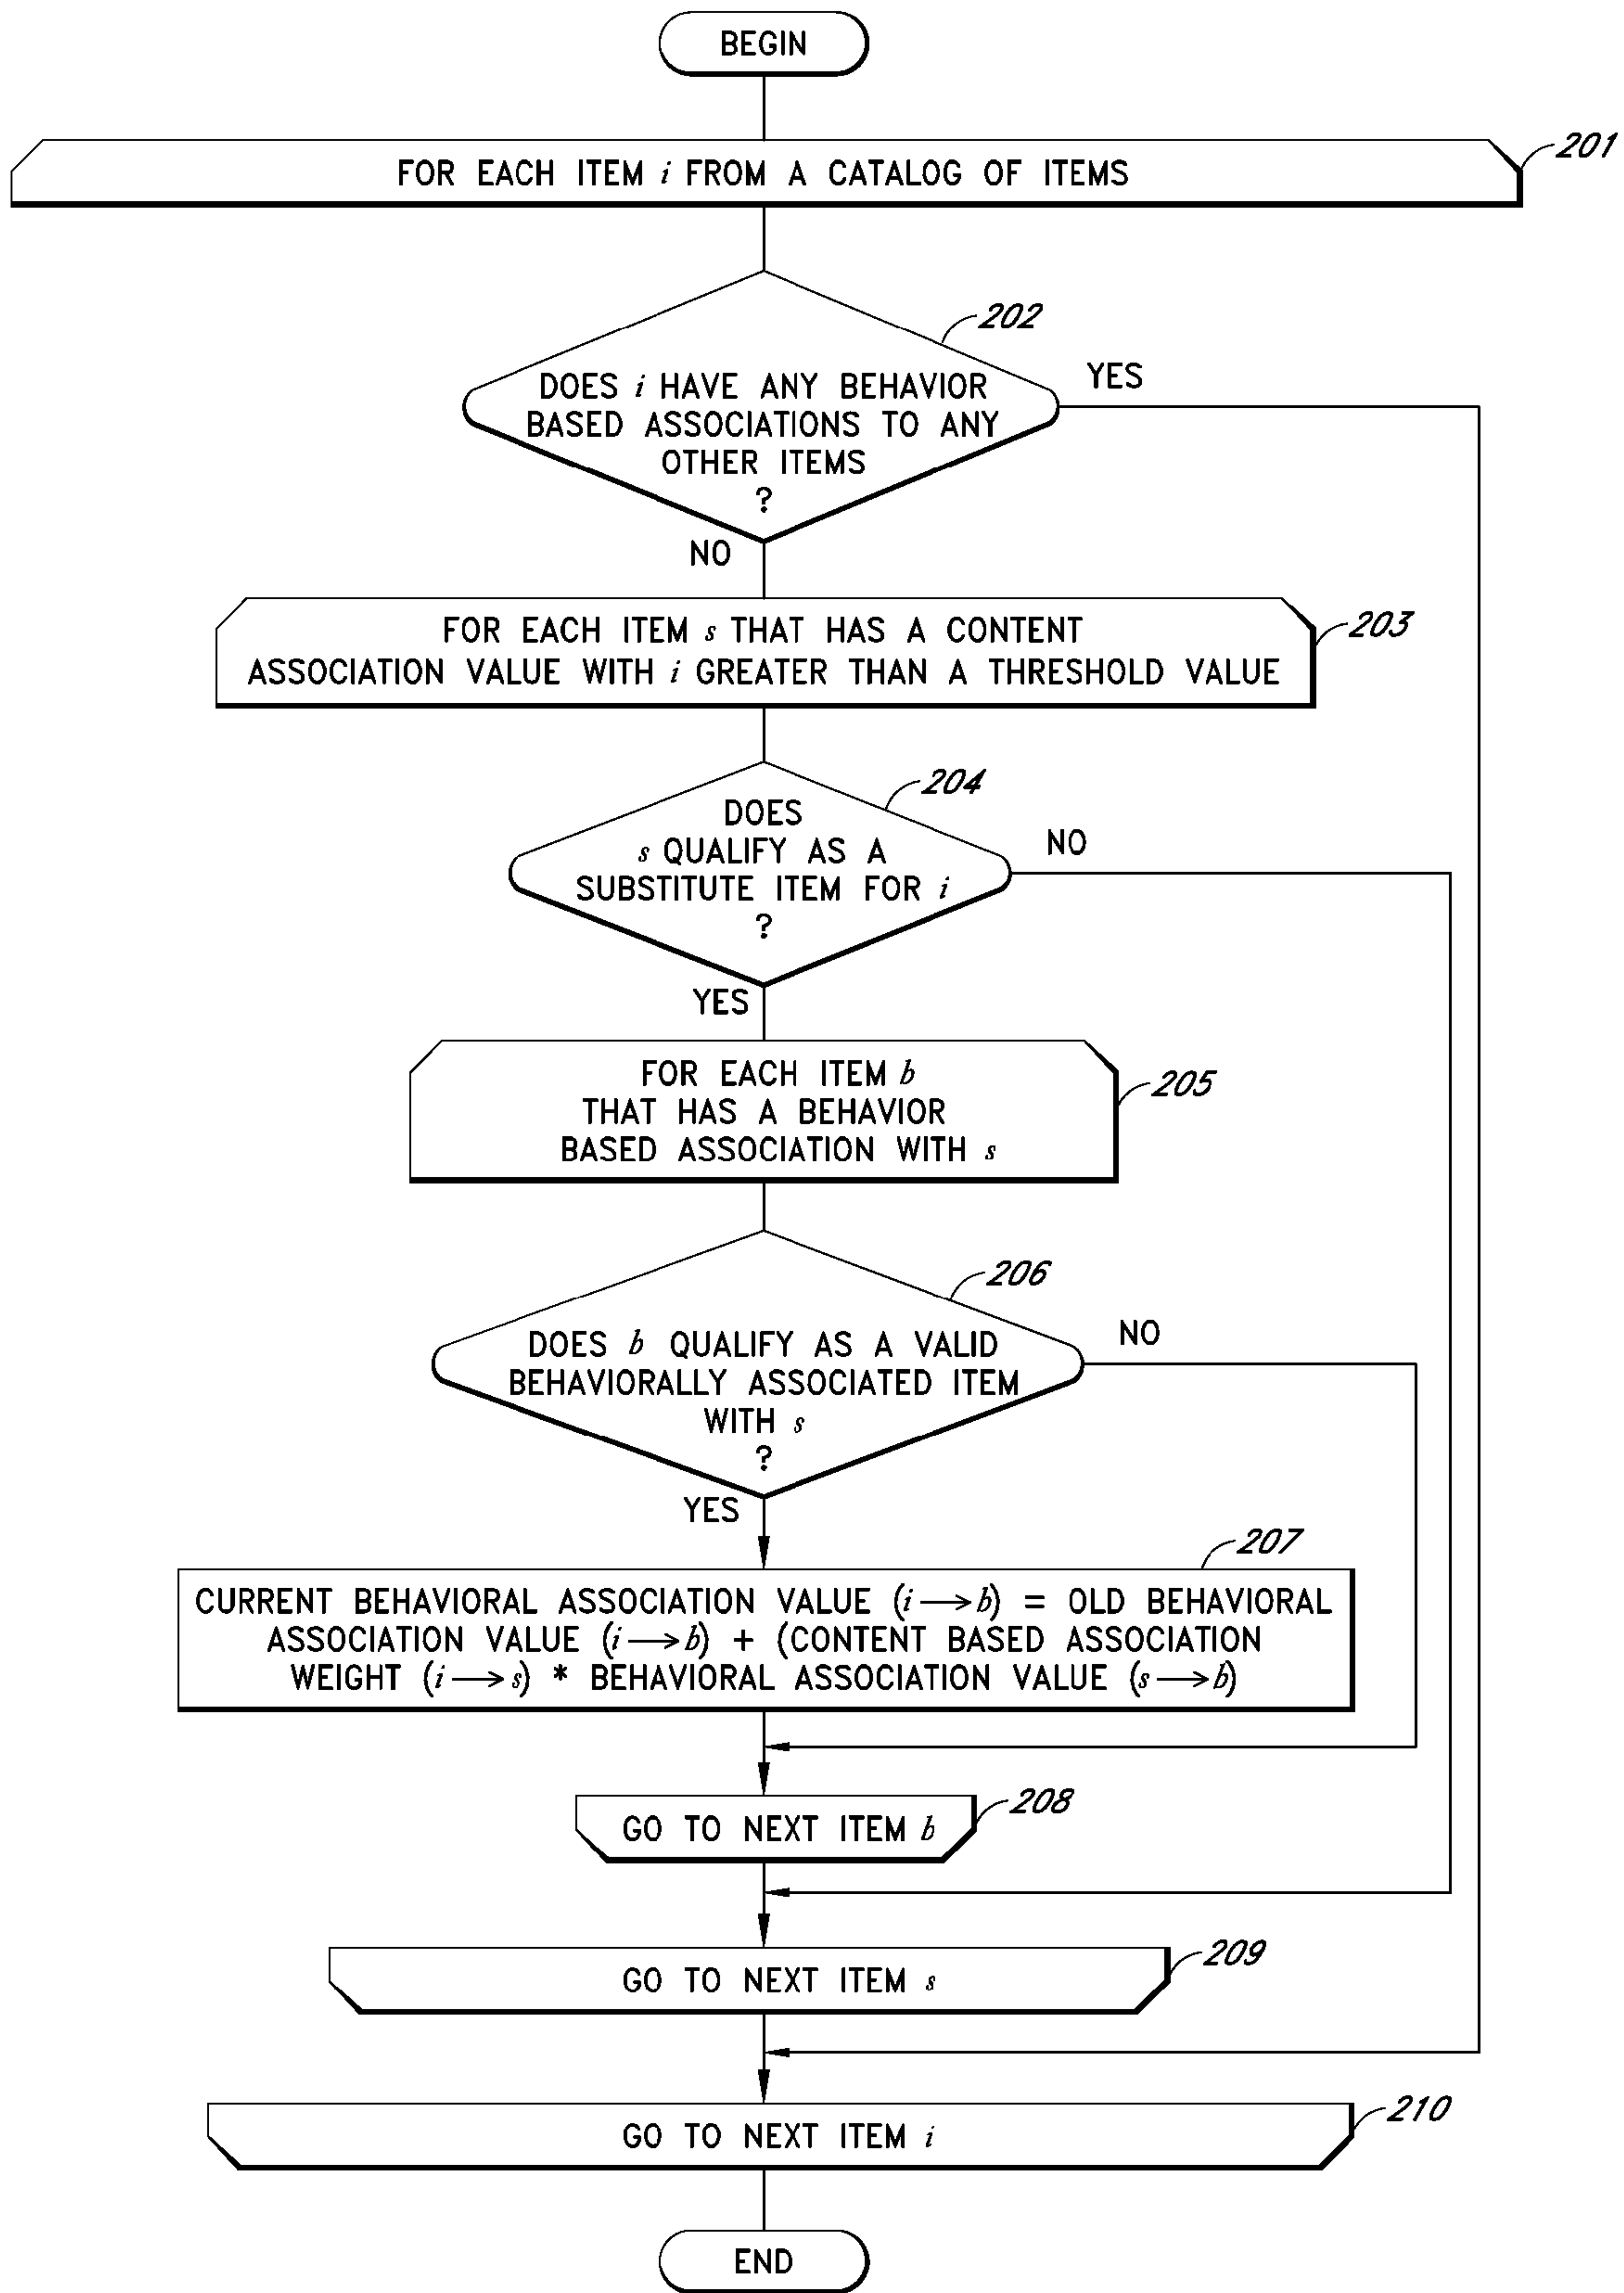 BEGIN
201
FOR EACH ITEM i FROM A CATALOG OF ITEMS
202
DOES i HAVE ANY BEHAVIOR
BASED ASSOCIATIONS TO ANY
OTHER ITEMS
?
YES
NO
203
FOR EACH ITEM s THAT HAS A CONTENT
ASSOCIATION VALUE WITH i GREATER THAN A THRESHOLD VALUE
204
DOES
s QUALIFY AS A
SUBSTITUTE ITEM FOR i
?
NO
YES
205
FOR EACH ITEM b
THAT HAS A BEHAVIOR
BASED ASSOCIATION WITH s
206
DOES b QUALIFY AS A VALID
BEHAVIORALLY ASSOCIATED ITEM
WITH s
?
NO
YES
207
CURRENT BEHAVIORAL ASSOCIATION VALUE (i → b) = OLD BEHAVIORAL
ASSOCIATION VALUE (i → b) + (CONTENT BASED ASSOCIATION
WEIGHT (i → s) * BEHAVIORAL ASSOCIATION VALUE (s → b)
208
GO TO NEXT ITEM b
209
GO TO NEXT ITEM s
210
GO TO NEXT ITEM i
END